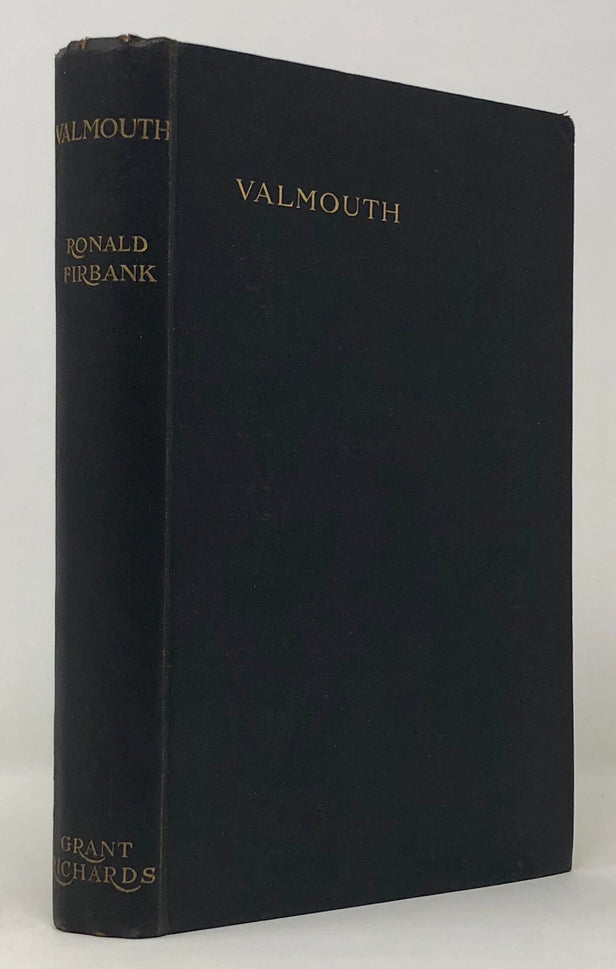 VALMOUTH
RONALD
FIRBANK
GRANT
RICHARDS
VALMOUTH